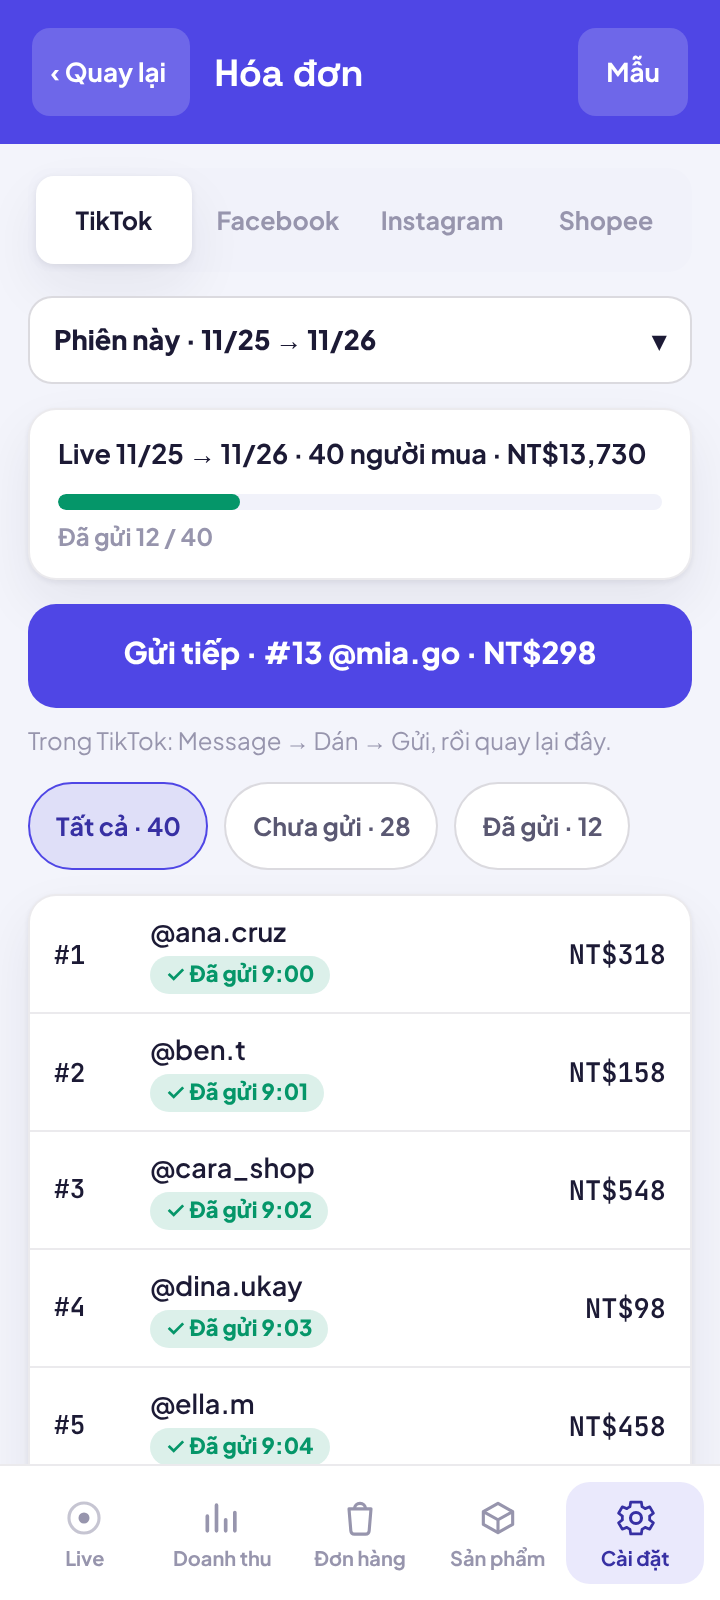 ‹ Quay lại
Hóa đơn
Mẫu
TikTok
Facebook
Instagram
Shopee
Phiên này · 11/25 → 11/26
▼
Live 11/25 → 11/26 · 40 người mua · NT$13,730
Đã gửi 12 / 40
Gửi tiếp · #13 @mia.go · NT$298
Trong TikTok: Message → Dán → Gửi, rồi quay lại đây.
Tất cả · 40
Chưa gửi · 28
Đã gửi · 12
#1
@ana.cruz
✓ Đã gửi 9:00
NT$318
#2
@ben.t
✓ Đã gửi 9:01
NT$158
#3
@cara_shop
✓ Đã gửi 9:02
NT$548
#4
@dina.ukay
✓ Đã gửi 9:03
NT$98
#5
@ella.m
✓ Đã gửi 9:04
NT$458
Live
Doanh thu
Đơn hàng
Sản phẩm
Cài đặt